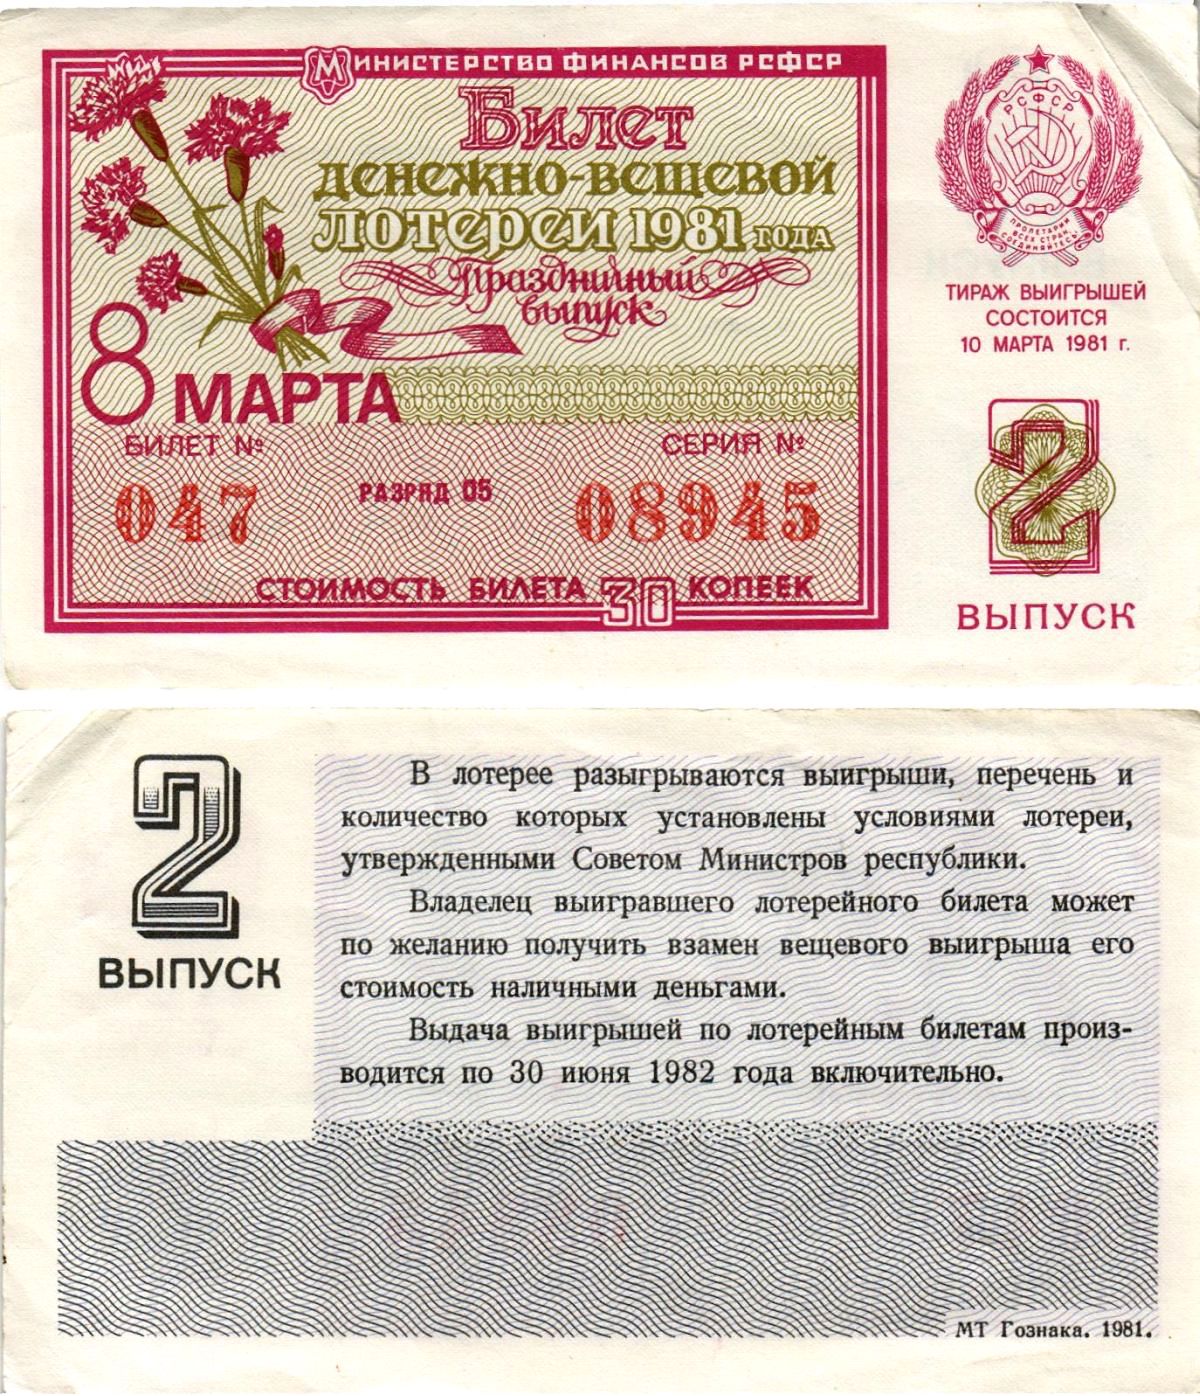 МИНИСТЕРСТВО ФИНАНСОВ РСФСР
Билет
денежно-вещевой
лотереи 1981 года
Праздничный
выпуск
8 МАРТА
БИЛЕТ №
СЕРИЯ №
047
РАЗРЯД 05
08945
СТОИМОСТЬ БИЛЕТА 30 КОПЕЕК
РСФСР
ПРОЛЕТАРИИ
ВСЕХ СТРАН,
СОЕДИНЯЙТЕСЬ!
ТИРАЖ ВЫИГРЫШЕЙ
СОСТОИТСЯ
10 МАРТА 1981 г.
2
ВЫПУСК
2
ВЫПУСК
В лотерее разыгрываются выигрыши, перечень и
количество которых установлены условиями лотереи,
утвержденными Советом Министров республики.
Владелец выигравшего лотерейного билета может
по желанию получить взамен вещевого выигрыша его
стоимость наличными деньгами.
Выдача выигрышей по лотерейным билетам произ-
водится по 30 июня 1982 года включительно.
МТ Гознака. 1981.